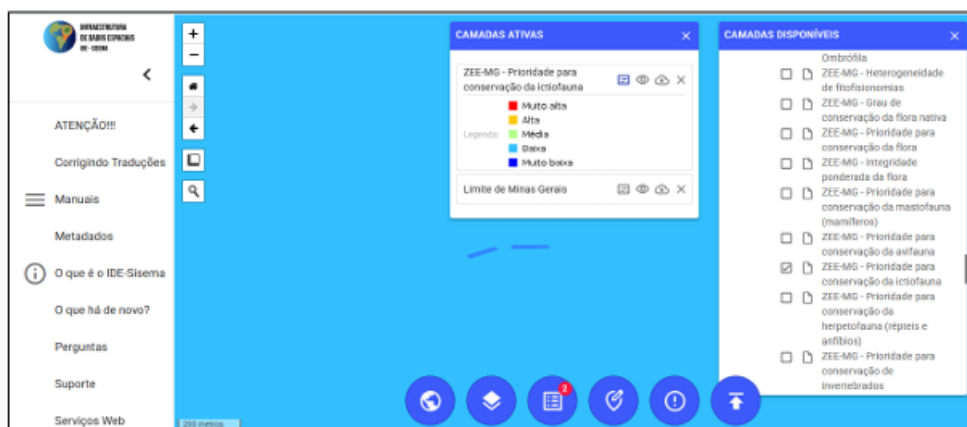 INFRAESTRUTURA
DE DADOS ESPACIAIS
IDE - SISEMA
ATENÇÃO!!!
Corrigindo Traduções
Manuais
Metadados
O que é o IDE-Sisema
O que há de novo?
Perguntas
Suporte
Serviços Web
200 metros
CAMADAS ATIVAS
ZEE-MG - Prioridade para
conservação da ictiofauna
Legenda:
Muito alta
Alta
Média
Baixa
Muito baixa
Limite de Minas Gerais
CAMADAS DISPONÍVEIS
Ombrófila
ZEE-MG - Heterogeneidade
de fitofisionomias
ZEE-MG - Grau de
conservação da flora nativa
ZEE-MG - Prioridade para
conservação da flora
ZEE-MG - Integridade
ponderada da flora
ZEE-MG - Prioridade para
conservação da mastofauna
(mamíferos)
ZEE-MG - Prioridade para
conservação da avifauna
ZEE-MG - Prioridade para
conservação da ictiofauna
ZEE-MG - Prioridade para
conservação da
herpetofauna (répteis e
anfíbios)
ZEE-MG - Prioridade para
conservação de
invertebrados
2